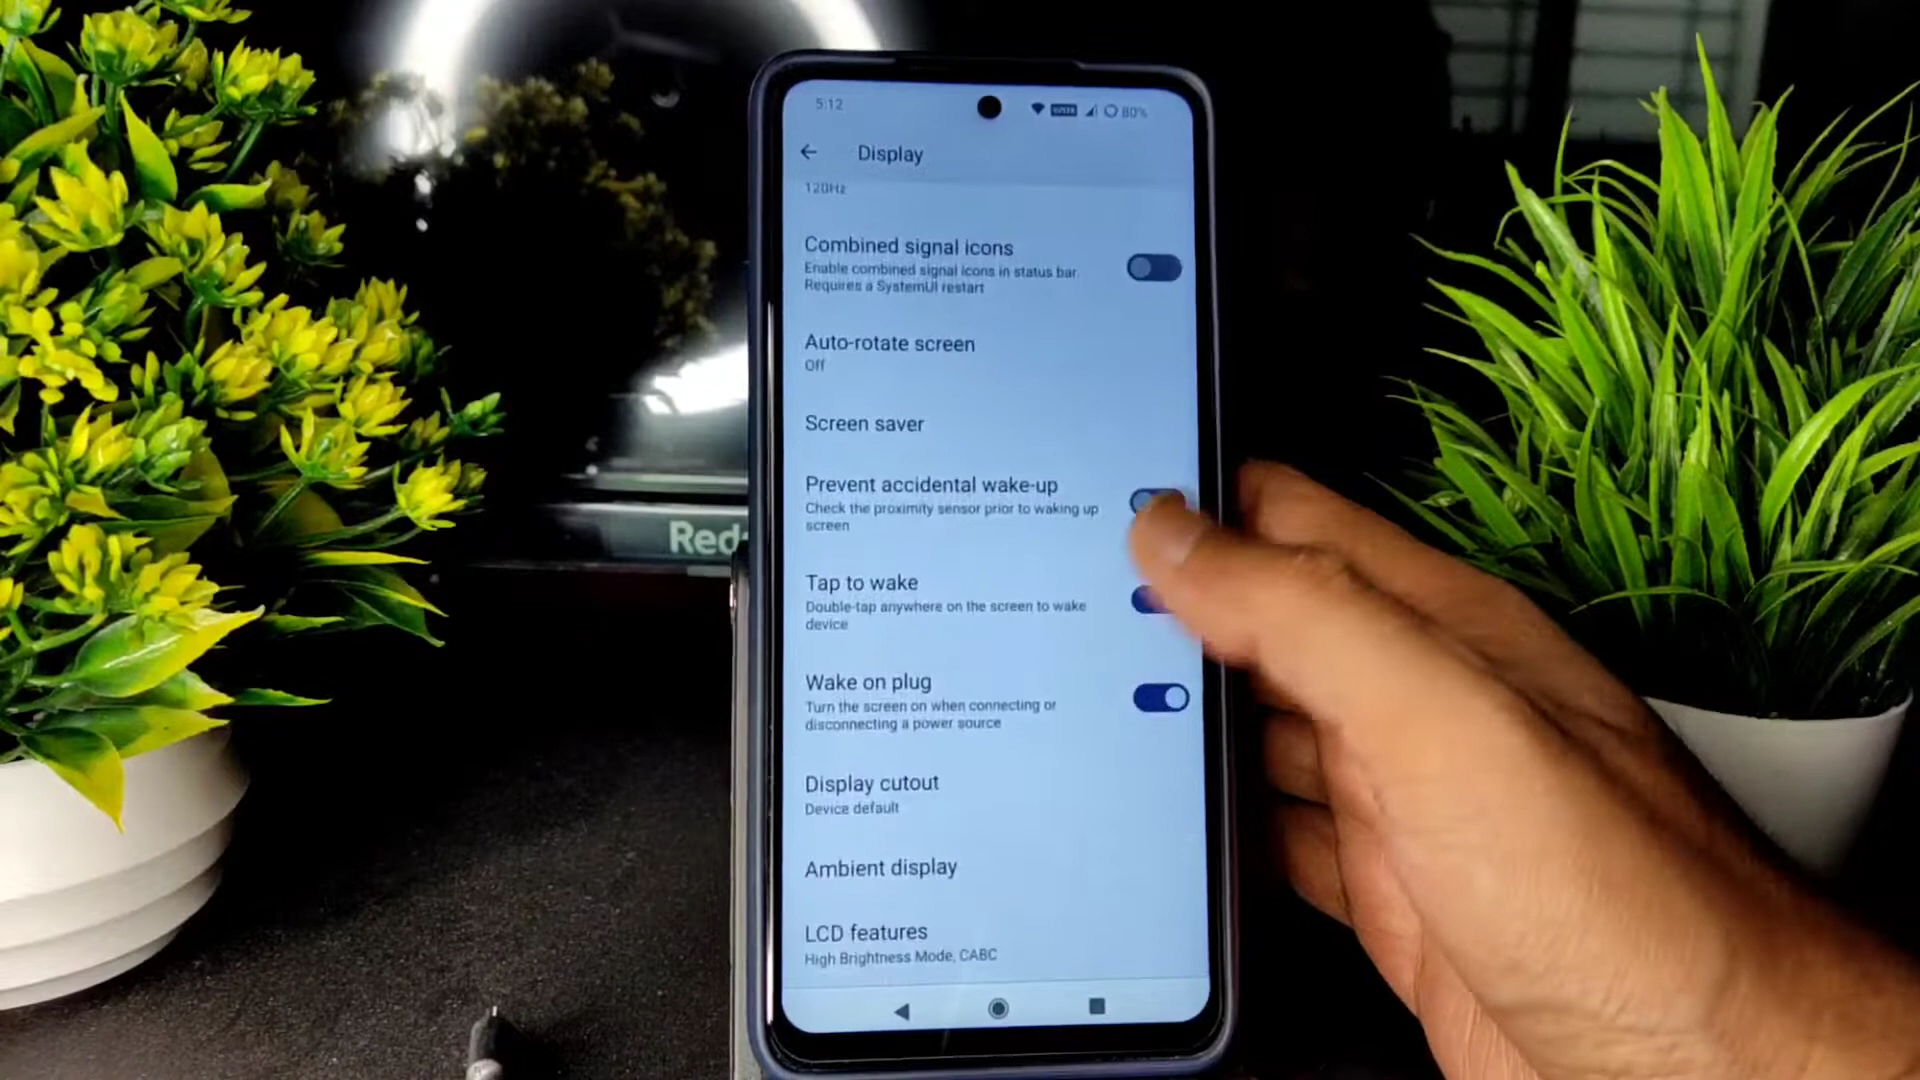 5:12
80%
Display
120Hz
Combined signal icons
Enable combined signal icons in status bar.
Requires a SystemUI restart
Auto-rotate screen
Off
Screen saver
Prevent accidental wake-up
Check the proximity sensor prior to waking up
screen
Tap to wake
Double-tap anywhere on the screen to wake
device
Wake on plug
Turn the screen on when connecting or
disconnecting a power source
Display cutout
Device default
Ambient display
LCD features
High Brightness Mode, CABC
Red